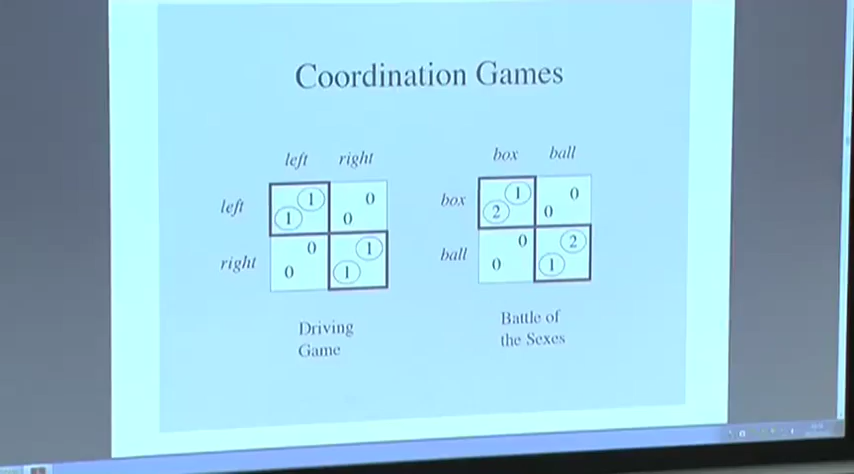 Coordination Games
left right box ball
left 1 0 box 1 0
1 0 2 0
right 0 1 ball 0 2
0 1 0 1
Driving Battle of
Game the Sexes